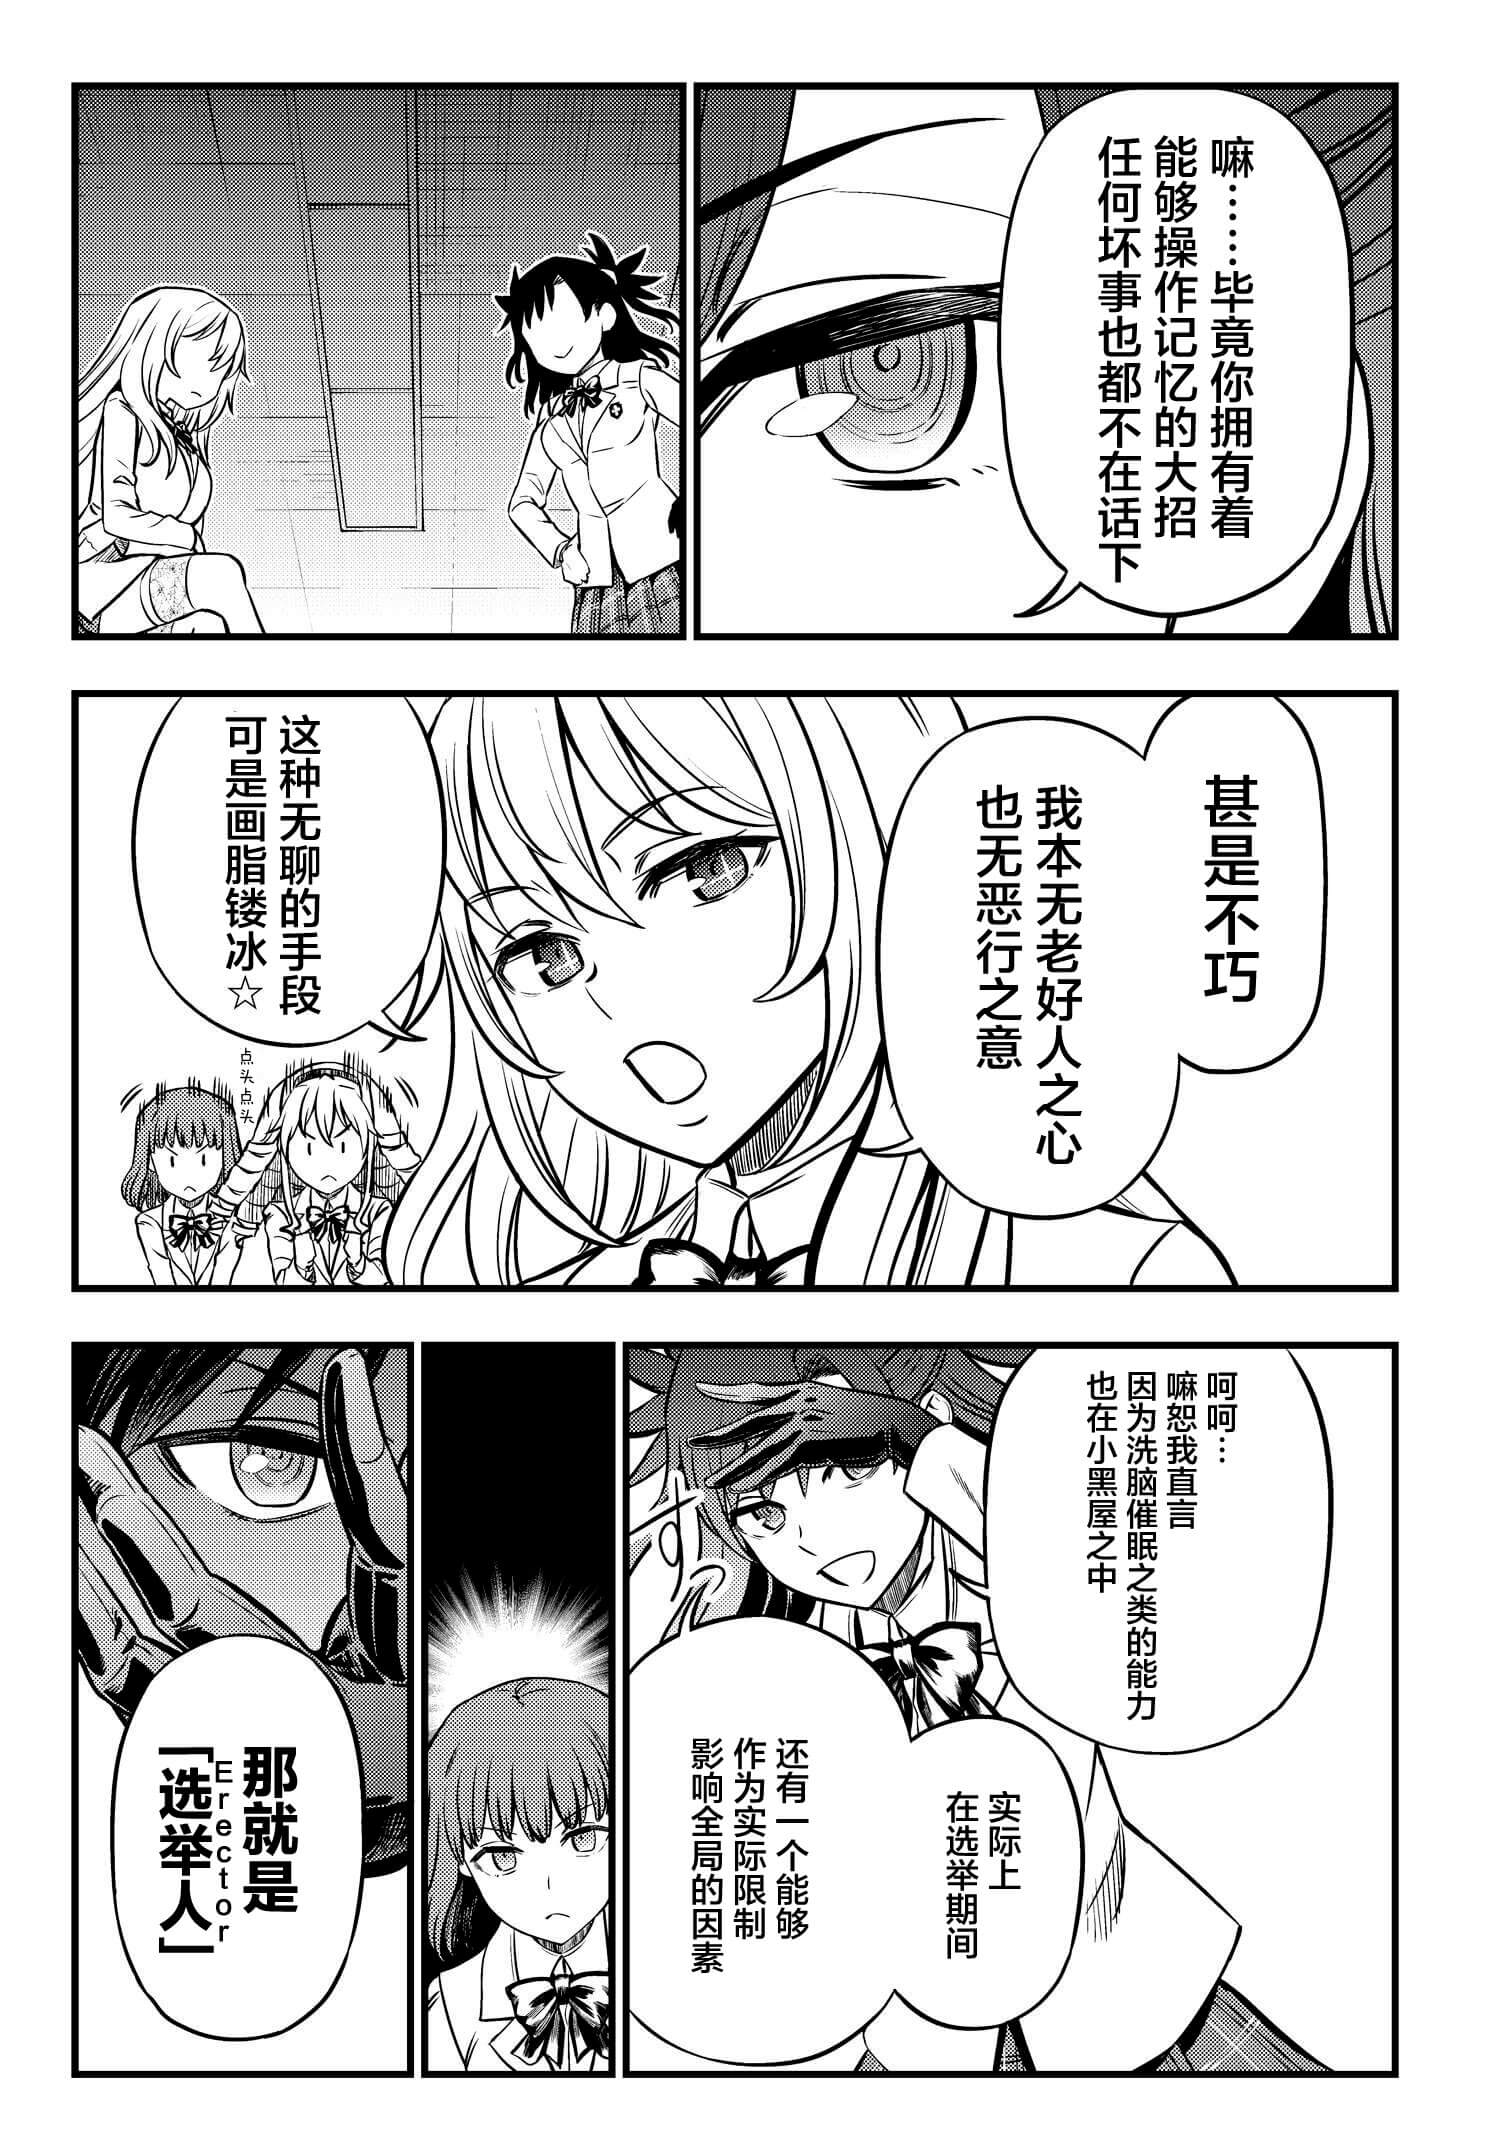 嘛……毕竟你拥有着
能够操作记忆的大招
任何坏事也都不在话下
甚是不巧
我本无老好人之心
也无恶行之意
这种无聊的手段
可是画脂镂冰☆
点头点头
呵呵…
嘛恕我直言
因为洗脑催眠之类的能力
也在小黑屋之中
实际上
在选举期间
还有一个能够
作为实际限制
影响全局的因素
那就是
Erector
「选举人」